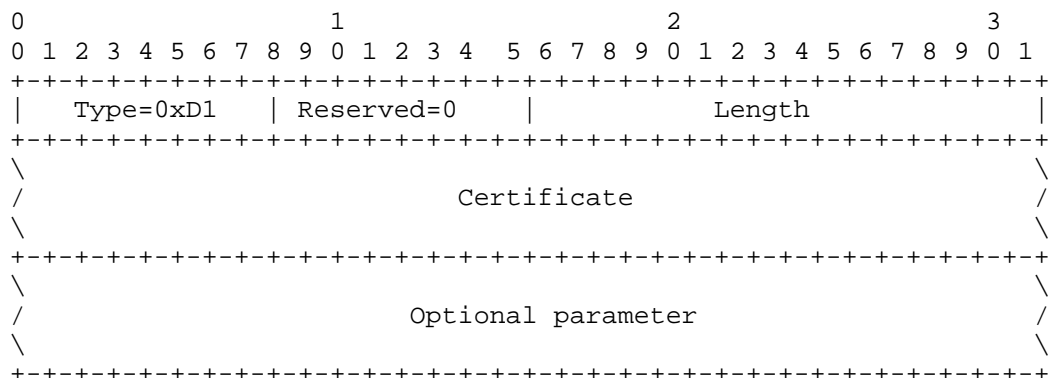 0                   1                   2                   3
0 1 2 3 4 5 6 7 8 9 0 1 2 3 4  5 6 7 8 9 0 1 2 3 4 5 6 7 8 9 0 1
+-+-+-+-+-+-+-+-+-+-+-+-+-+-+-+-+-+-+-+-+-+-+-+-+-+-+-+-+-+-+-+-+
|   Type=0xD1   | Reserved=0    |           Length              |
+-+-+-+-+-+-+-+-+-+-+-+-+-+-+-+-+-+-+-+-+-+-+-+-+-+-+-+-+-+-+-+-+
\                                                               \
/                           Certificate                         /
\                                                               \
+-+-+-+-+-+-+-+-+-+-+-+-+-+-+-+-+-+-+-+-+-+-+-+-+-+-+-+-+-+-+-+-+
\                                                               \
/                        Optional parameter                     /
\                                                               \
+-+-+-+-+-+-+-+-+-+-+-+-+-+-+-+-+-+-+-+-+-+-+-+-+-+-+-+-+-+-+-+-+